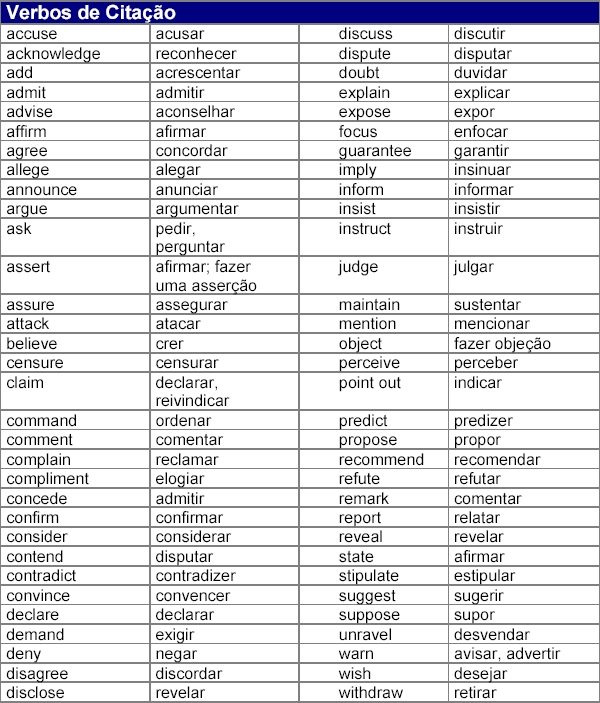 Verbos de Citação
accuse acusar discuss discutir
acknowledge reconhecer dispute disputar
add acrescentar doubt duvidar
admit admitir explain explicar
advise aconselhar expose expor
affirm afirmar focus enfocar
agree concordar guarantee garantir
allege alegar imply insinuar
announce anunciar inform informar
argue argumentar insist insistir
ask pedir, instruct instruir
perguntar
assert afirmar; fazer judge julgar
uma asserção
assure assegurar maintain sustentar
attack atacar mention mencionar
believe crer object fazer objeção
censure censurar perceive perceber
claim declarar, point out indicar
reivindicar
command ordenar predict predizer
comment comentar propose propor
complain reclamar recommend recomendar
compliment elogiar refute refutar
concede admitir remark comentar
confirm confirmar report relatar
consider considerar reveal revelar
contend disputar state afirmar
contradict contradizer stipulate estipular
convince convencer suggest sugerir
declare declarar suppose supor
demand exigir unravel desvendar
deny negar warn avisar, advertir
disagree discordar wish desejar
disclose revelar withdraw retirar